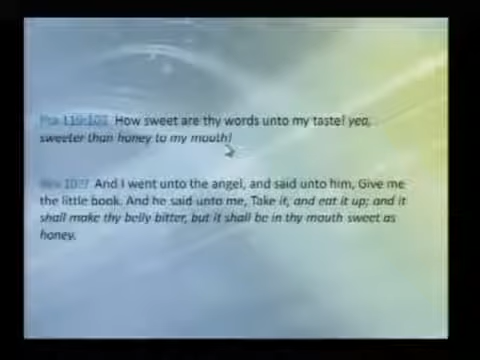 Psa 119:103 How sweet are thy words unto my taste! yea,
sweeter than honey to my mouth!
And I went unto the angel, and said unto him, Give me
the little book. And he said unto me, Take it, and eat it up; and it
shall make thy belly bitter, but it shall be in thy mouth sweet as
honey.